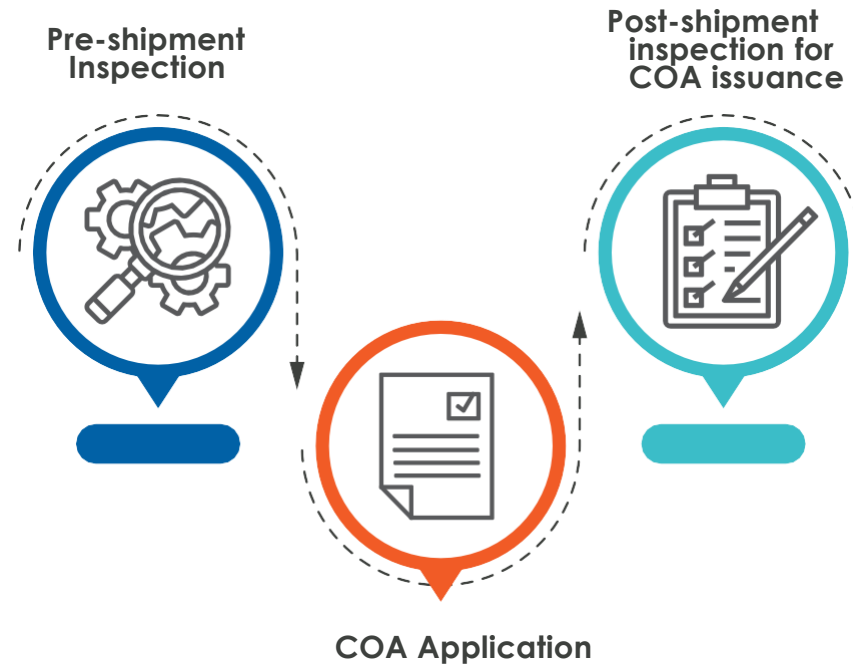 Pre-shipment
Inspection
Post-shipment
inspection for
COA issuance
COA Application